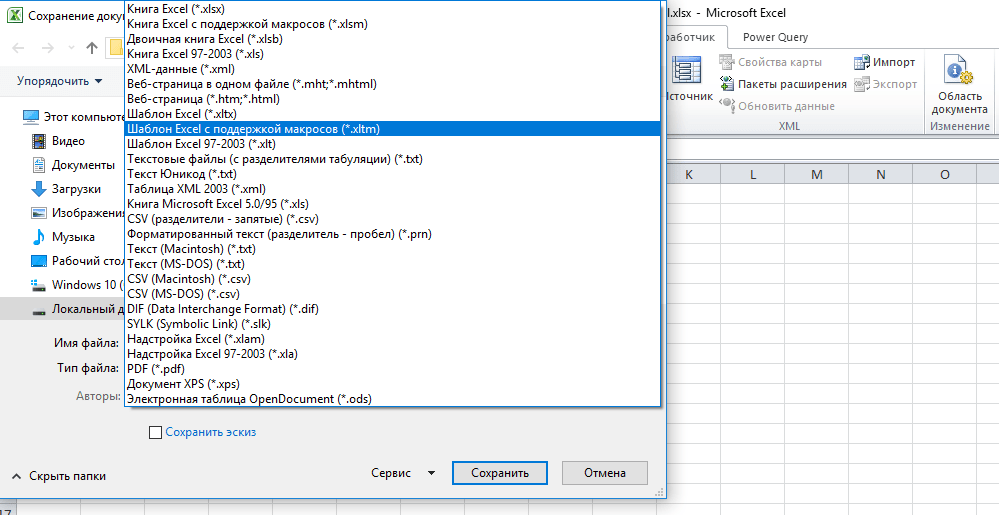 Сохранение доку
Книга Excel (*.xlsx)
Книга Excel с поддержкой макросов (*.xlsm)
Двоичная книга Excel (*.xlsb)
Книга Excel 97-2003 (*.xls)
XML-данные (*.xml)
Веб-страница в одном файле (*.mht;*.mhtml)
Веб-страница (*.htm;*.html)
Шаблон Excel (*.xltx)
Шаблон Excel с поддержкой макросов (*.xltm)
Шаблон Excel 97-2003 (*.xlt)
Текстовые файлы (с разделителями табуляции) (*.txt)
Текст Юникод (*.txt)
Таблица XML 2003 (*.xml)
Книга Microsoft Excel 5.0/95 (*.xls)
CSV (разделители - запятые) (*.csv)
Форматированный текст (разделитель - пробел) (*.prn)
Текст (Macintosh) (*.txt)
Текст (MS-DOS) (*.txt)
CSV (Macintosh) (*.csv)
CSV (MS-DOS) (*.csv)
DIF (Data Interchange Format) (*.dif)
SYLK (Symbolic Link) (*.slk)
Надстройка Excel (*.xlam)
Надстройка Excel 97-2003 (*.xla)
PDF (*.pdf)
Документ XPS (*.xps)
Электронная таблица OpenDocument (*.ods)
Упорядочить
Этот компьюте
Видео
Документы
Загрузки
Изображения
Музыка
Рабочий стол
Windows 10 (
Локальный д
Имя файла:
Тип файла:
Авторы:
Сохранить эскиз
Скрыть папки
Сервис
Сохранить
Отмена
l.xlsx - Microsoft Excel
работчик
Power Query
Источник
Свойства карты
Пакеты расширения
Обновить данные
Импорт
Экспорт
XML
Область
документа
Изменение
K L M N O
17